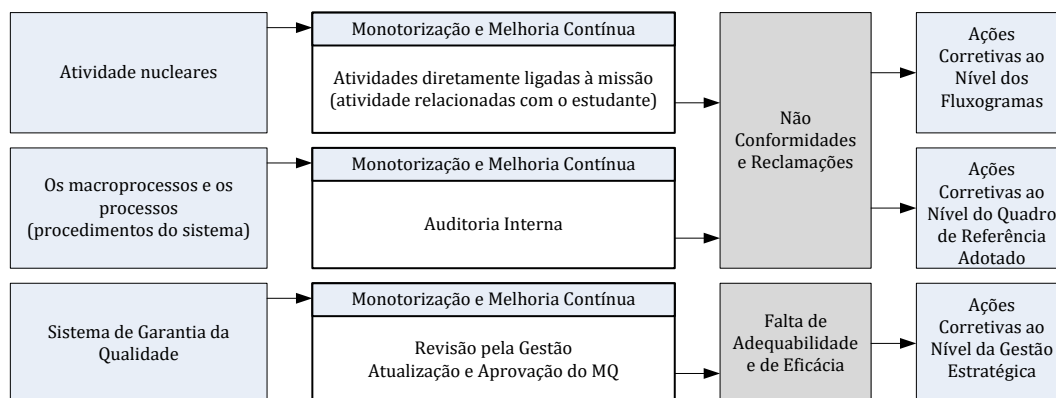 Atividade nucleares
Monotorização e Melhoria Contínua
Atividades diretamente ligadas à missão
(atividade relacionadas com o estudante)
Os macroprocessos e os
processos
(procedimentos do sistema)
Monotorização e Melhoria Contínua
Auditoria Interna
Não
Conformidades
e Reclamações
Ações
Corretivas ao
Nível dos
Fluxogramas
Ações
Corretivas ao
Nível do Quadro
de Referência
Adotado
Sistema de Garantia da
Qualidade
Monotorização e Melhoria Contínua
Revisão pela Gestão
Atualização e Aprovação do MQ
Falta de
Adequabilidade
e de Eficácia
Ações
Corretivas ao
Nível da Gestão
Estratégica